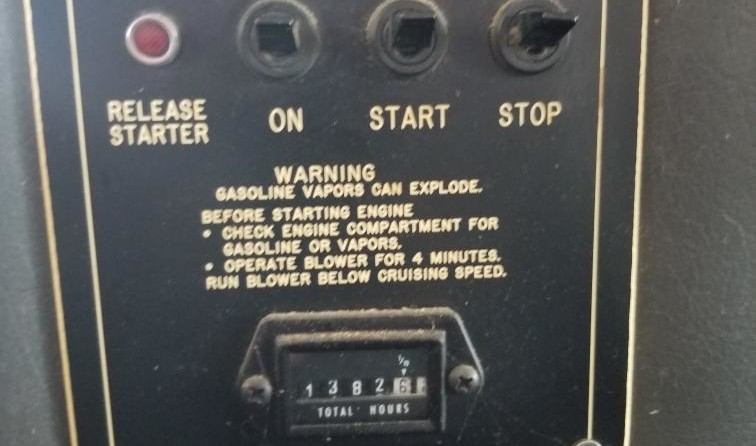 RELEASE
STARTER
ON
START
STOP
WARNING
GASOLINE VAPORS CAN EXPLODE.
BEFORE STARTING ENGINE
• CHECK ENGINE COMPARTMENT FOR
GASOLINE OR VAPORS.
• OPERATE BLOWER FOR 4 MINUTES.
RUN BLOWER BELOW CRUISING SPEED.
1/10
1382
TOTAL HOURS